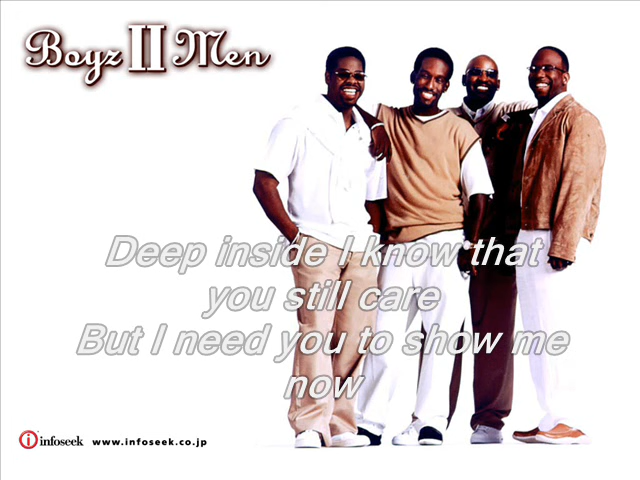 Boyz II Men
Deep inside I know that
you still care
But I need you to show me
now
infoseek www.infoseek.co.jp